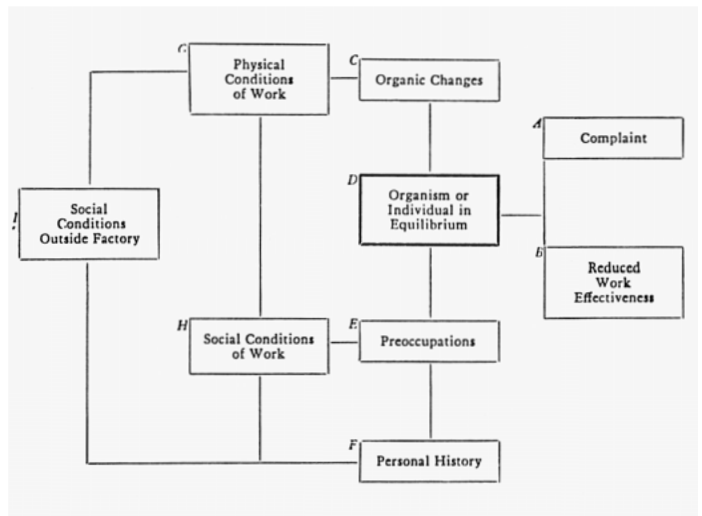 G
Physical
Conditions
of Work
C
Organic Changes
A
Complaint
D
Organism or
Individual in
Equilibrium
I
Social
Conditions
Outside Factory
B
Reduced
Work
Effectiveness
H
Social Conditions
of Work
E
Preoccupations
F
Personal History